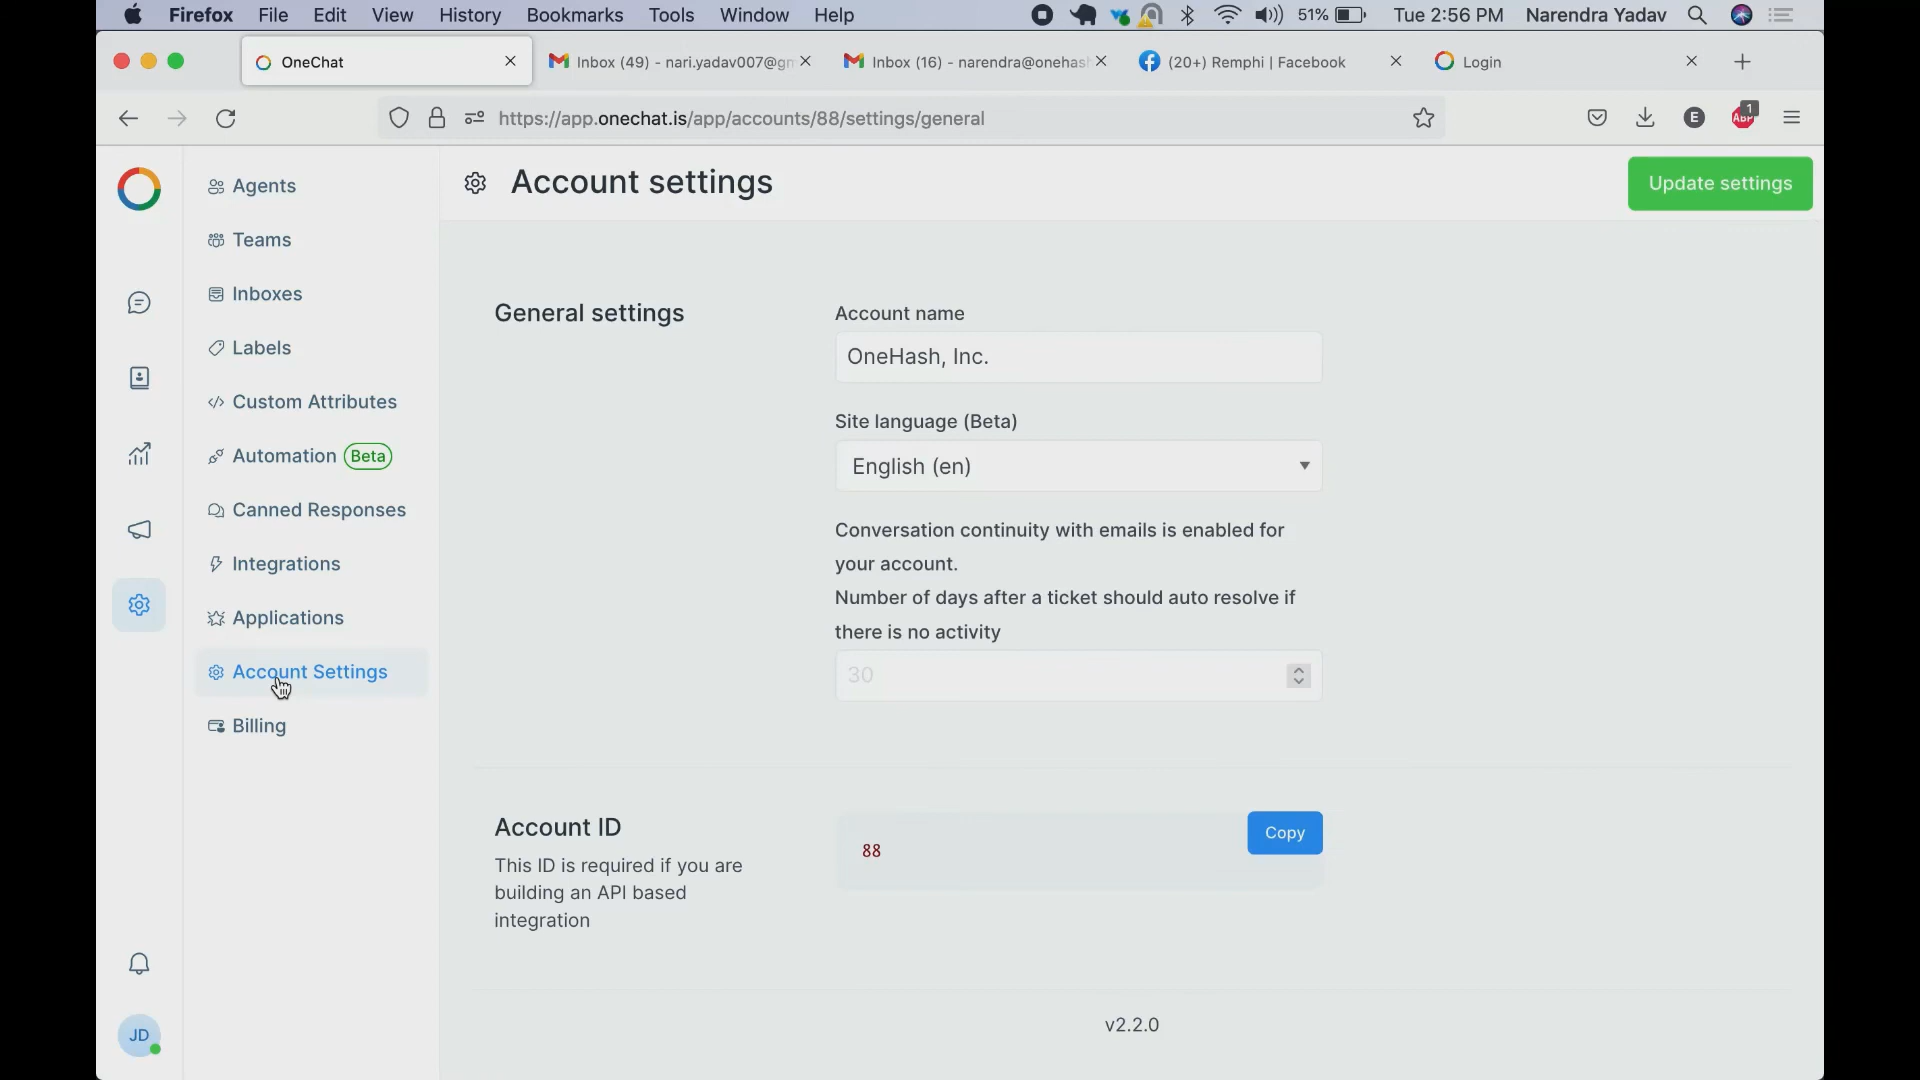 Firefox File Edit View History Bookmarks Tools Window Help 51% Tue 2:56 PM Narendra Yadav
OneChat Inbox (49) - nari.yadav007@gm Inbox (16) - narendra@onehas (20+) Remphi | Facebook Login
https://app.onechat.is/app/accounts/88/settings/general E ABP 1
Agents
Account settings
Update settings
Teams
Inboxes
Labels
Custom Attributes
Automation Beta
Canned Responses
Integrations
Applications
Account Settings
Billing
JD
General settings
Account name
OneHash, Inc.
Site language (Beta)
English (en)
Conversation continuity with emails is enabled for
your account.
Number of days after a ticket should auto resolve if
there is no activity
30
Account ID
This ID is required if you are
building an API based
integration
88
Copy
v2.2.0